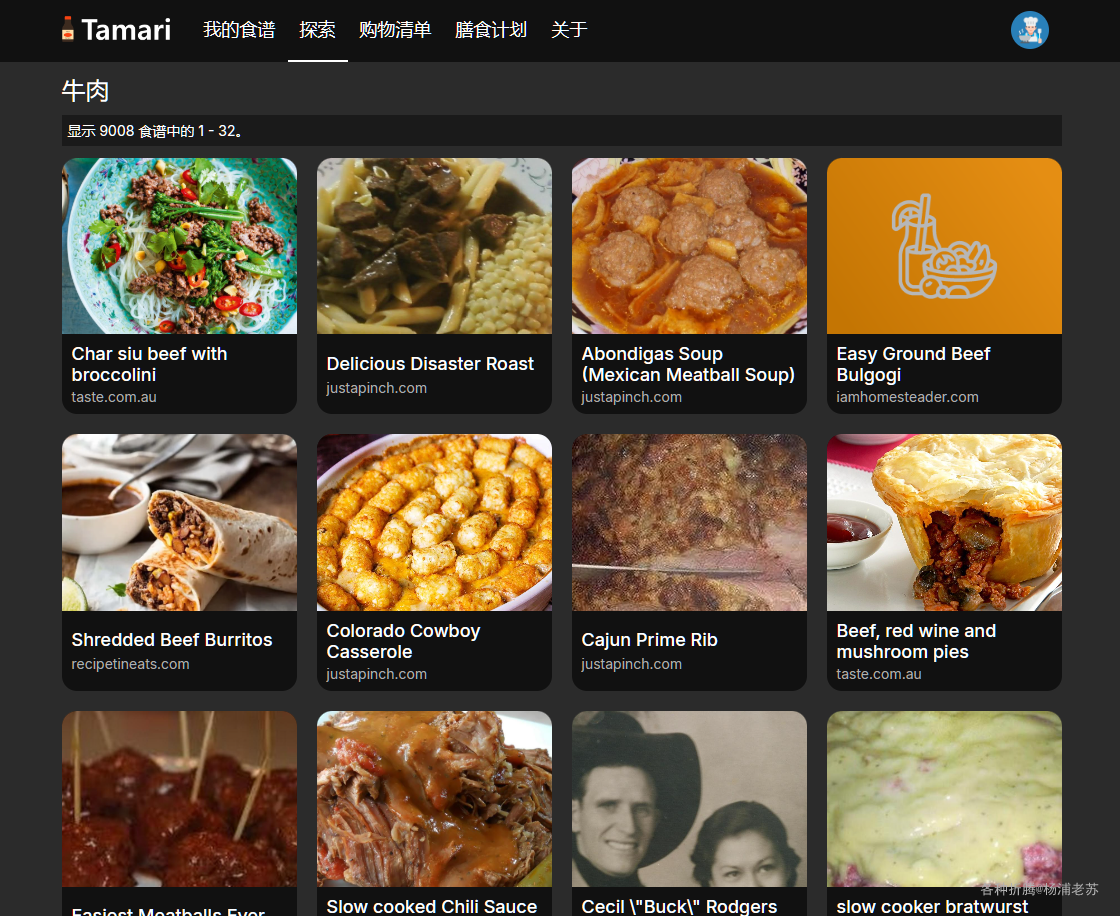 Tamari 我的食谱 探索 购物清单 膳食计划 关于
牛肉
显示 9008 食谱中的 1 - 32。
Char siu beef with
broccolini
taste.com.au
Delicious Disaster Roast
justapinch.com
Abondigas Soup
(Mexican Meatball Soup)
justapinch.com
Easy Ground Beef
Bulgogi
iamhomesteader.com
Shredded Beef Burritos
recipetineats.com
Colorado Cowboy
Casserole
justapinch.com
Cajun Prime Rib
justapinch.com
Beef, red wine and
mushroom pies
taste.com.au
Easiest Meatballs Ever
Slow cooked Chili Sauce
Cecil \"Buck\" Rodgers
slow cooker bratwurst
各种折腾@杨浦老苏